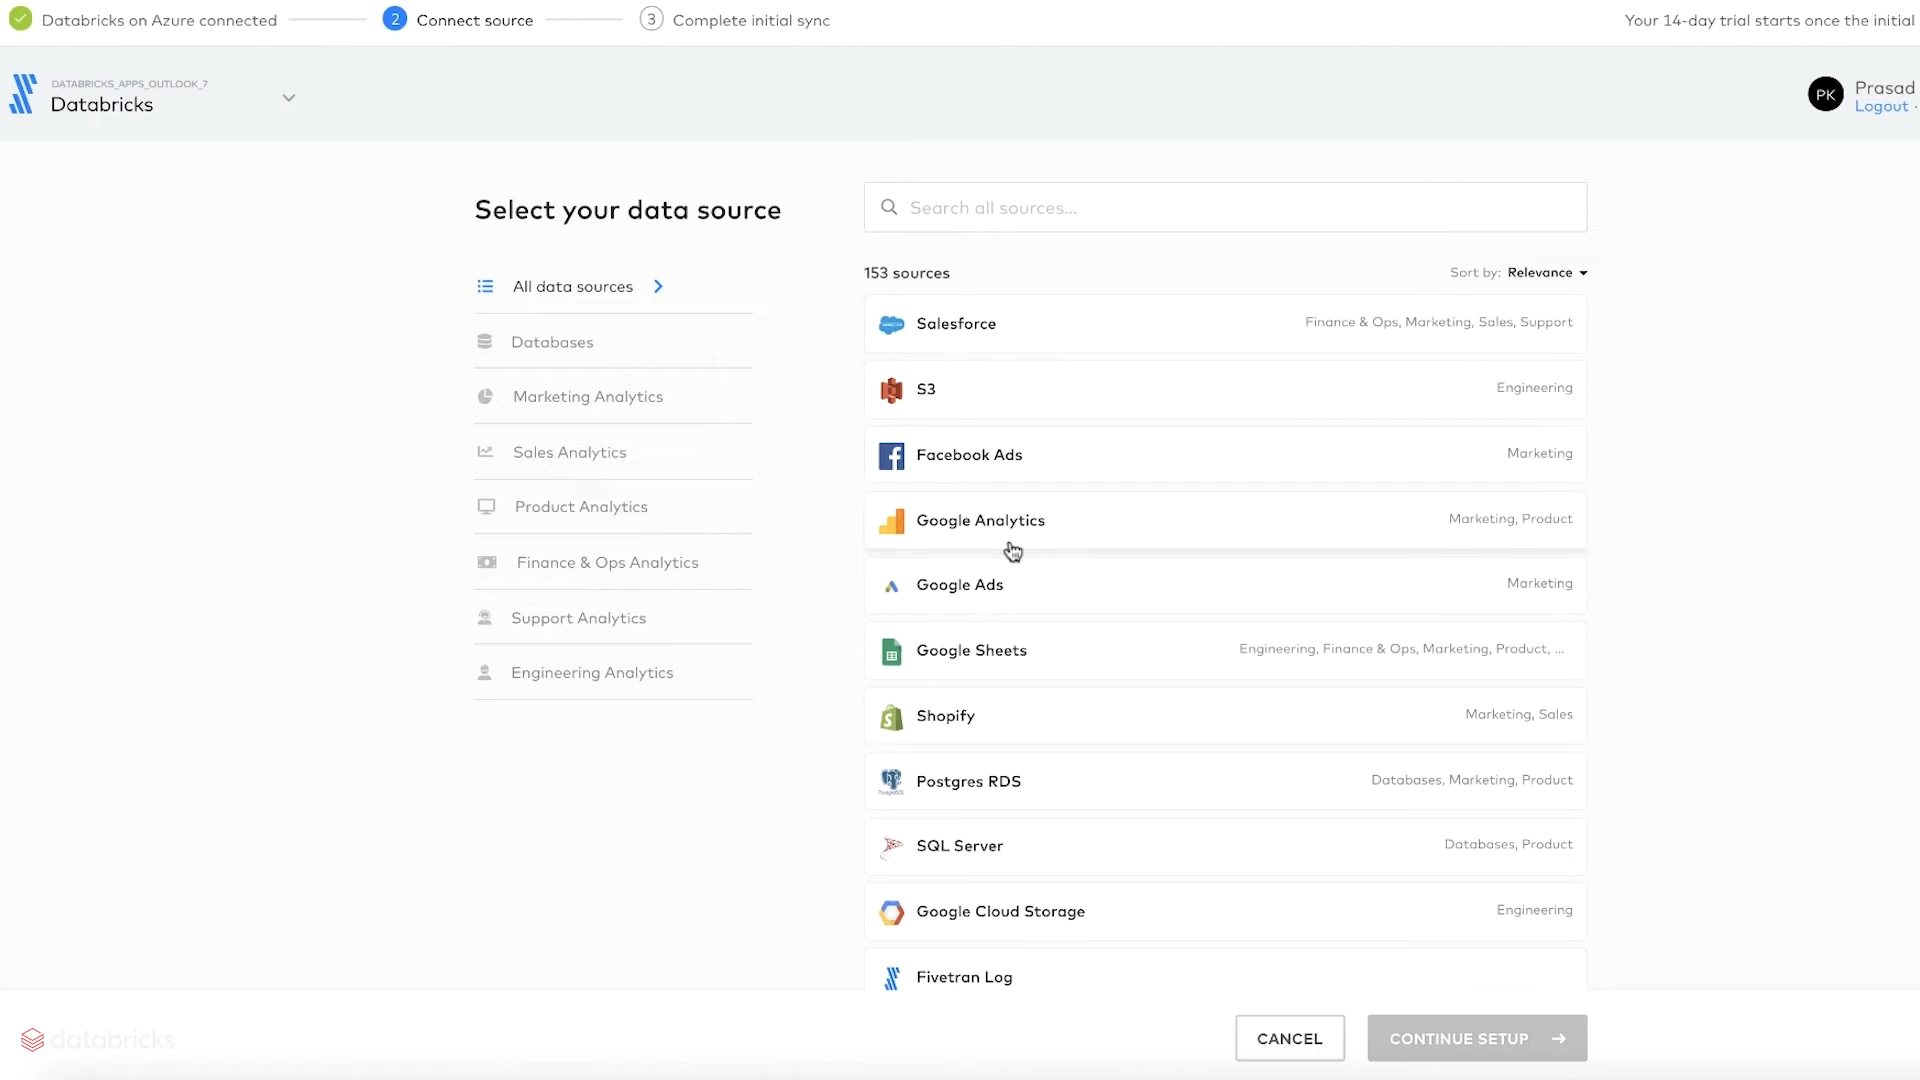 Databricks on Azure connected
2 Connect source
3 Complete initial sync
Your 14-day trial starts once the initial
DATABRICKS_APPS_OUTLOOK_7
Databricks
PK
Prasad
Logout ·
Select your data source
All data sources
Databases
Marketing Analytics
Sales Analytics
Product Analytics
Finance & Ops Analytics
Support Analytics
Engineering Analytics
Search all sources...
153 sources
Sort by: Relevance
Salesforce
Finance & Ops, Marketing, Sales, Support
S3
Engineering
Facebook Ads
Marketing
Google Analytics
Marketing, Product
Google Ads
Marketing
Google Sheets
Engineering, Finance & Ops, Marketing, Product, ...
Shopify
Marketing, Sales
Postgres RDS
Databases, Marketing, Product
SQL Server
Databases, Product
Google Cloud Storage
Engineering
Fivetran Log
databricks
CANCEL
CONTINUE SETUP